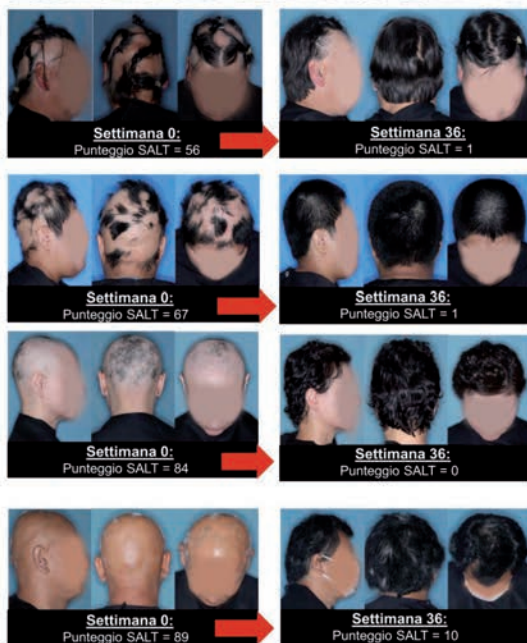 Settimana 0:
Punteggio SALT = 56
Settimana 36:
Punteggio SALT = 1
Settimana 0:
Punteggio SALT = 67
Settimana 36:
Punteggio SALT = 1
Settimana 0:
Punteggio SALT = 84
Settimana 36:
Punteggio SALT = 0
Settimana 0:
Punteggio SALT = 89
Settimana 36:
Punteggio SALT = 10